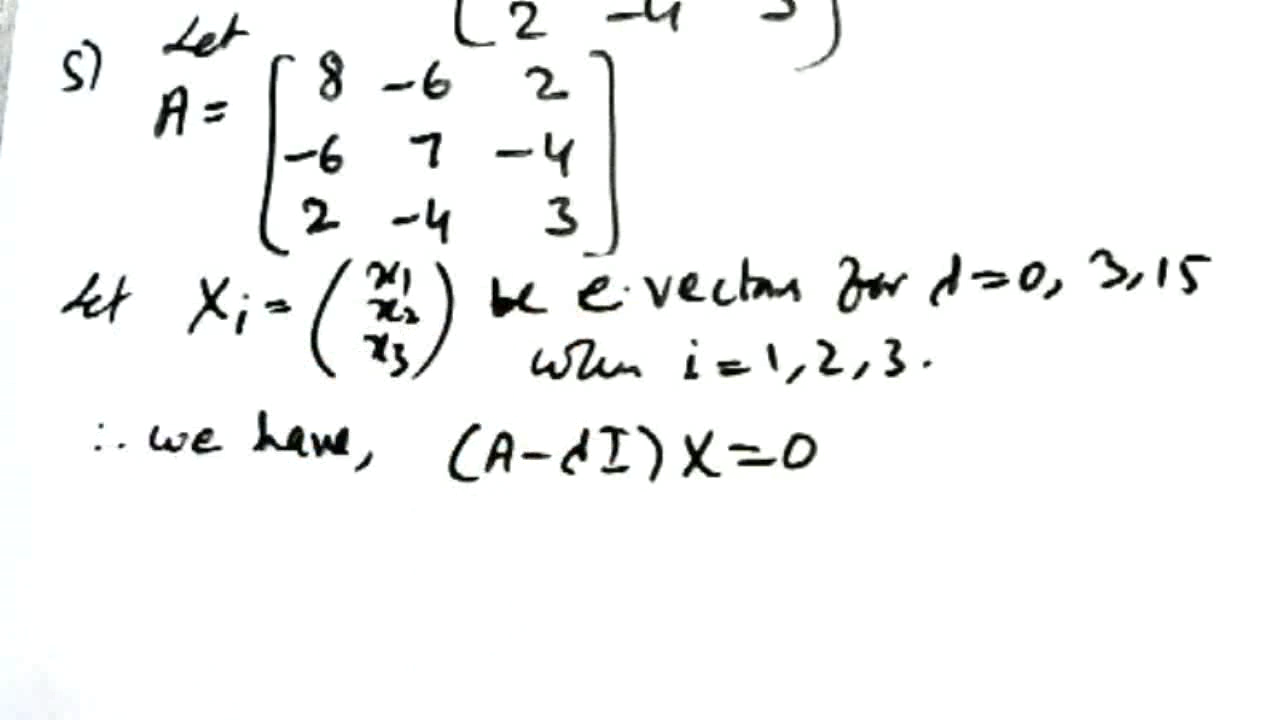 [2 -4 3]
5) Let
A = [8 -6 2
-6 7 -4
2 -4 3]
Let Xi = (x1
x2
x3) be e.vectors for λ=0, 3, 15
when i = 1, 2, 3.
∴ we have, (A-λI) X = 0